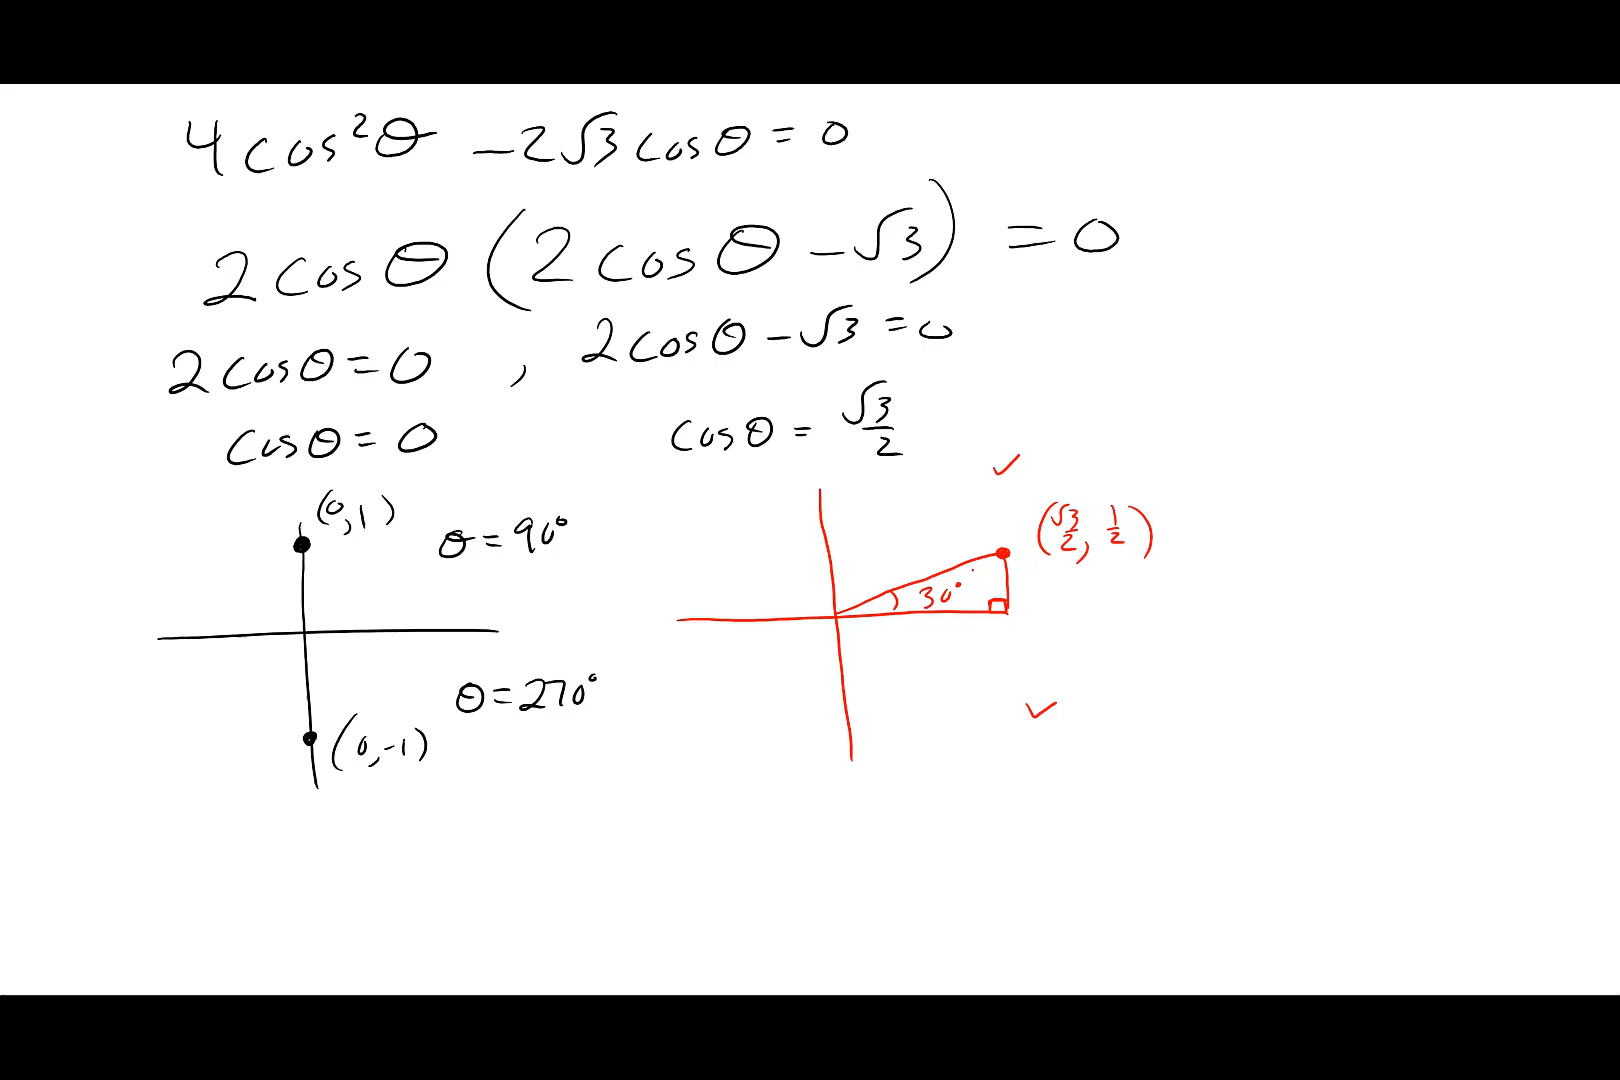 4cos²θ -2√3 cosθ = 0
2cosθ (2cosθ - √3) = 0
2cosθ = 0 , 2cosθ - √3 = 0
cosθ = 0 cosθ = √3/2
(0,1) θ = 90°
(√3/2, 1/2)
30°
θ = 270°
(0,-1)